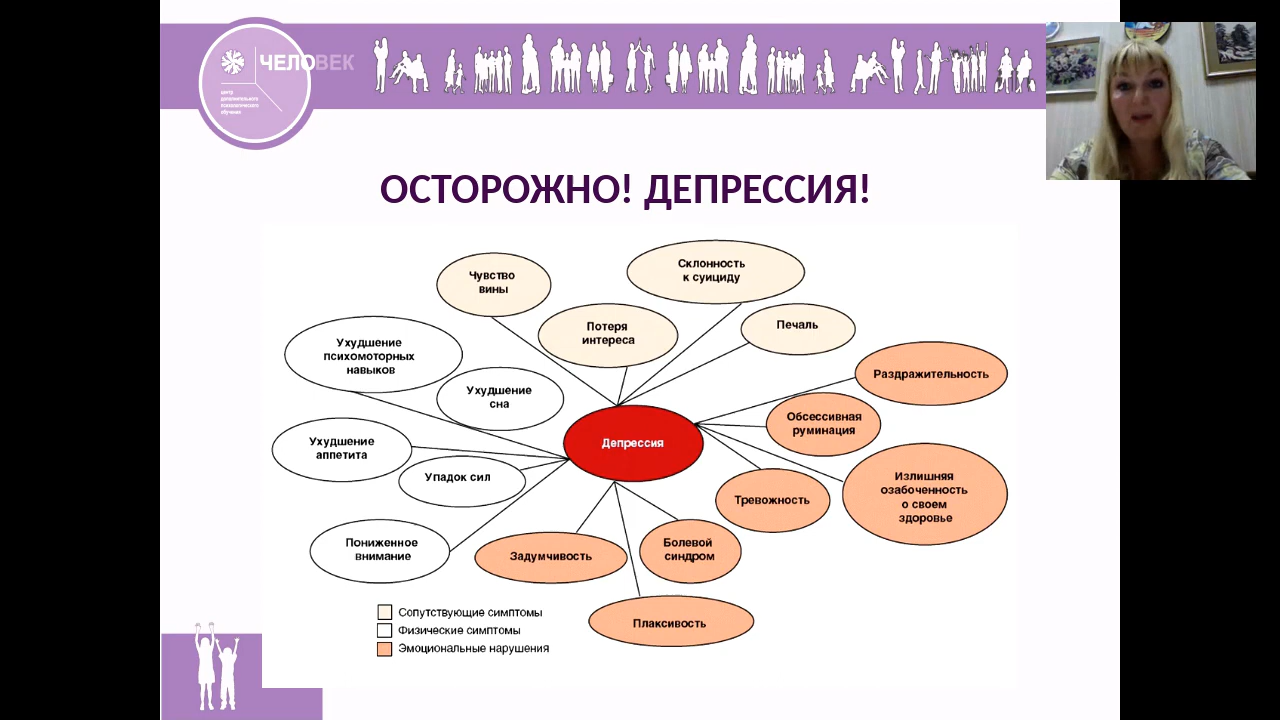 ЧЕЛОВЕК
центр
дополнительного
психологического
обучения
ОСТОРОЖНО! ДЕПРЕССИЯ!
Чувство
вины
Склонность
к суициду
Потеря
интереса
Печаль
Ухудшение
психомоторных
навыков
Ухудшение
сна
Раздражительность
Обсессивная
руминация
Депрессия
Ухудшение
аппетита
Упадок сил
Излишняя
озабоченность
о своем
здоровье
Тревожность
Пониженное
внимание
Задумчивость
Болевой
синдром
Плаксивость
Сопутствующие симптомы
Физические симптомы
Эмоциональные нарушения